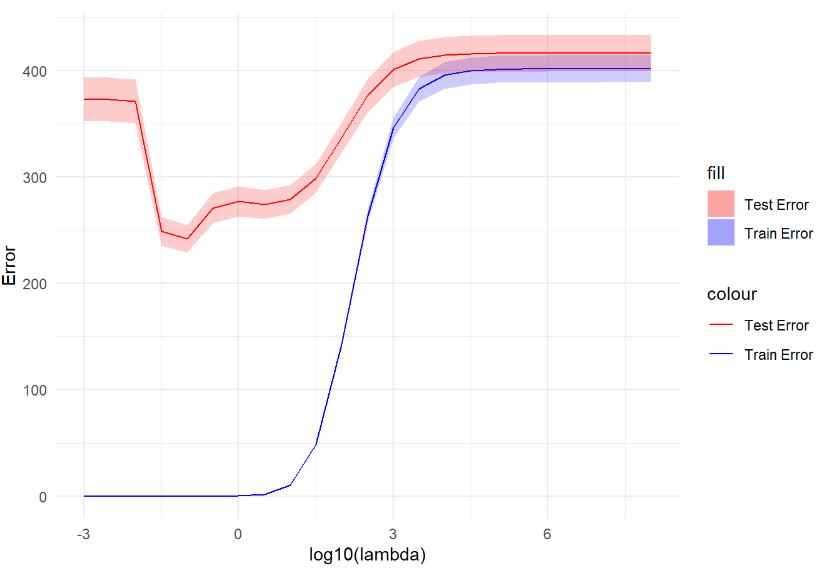 400
300
200
100
0
Error
-3 0 3 6
log10(lambda)
fill
Test Error
Train Error
colour
Test Error
Train Error